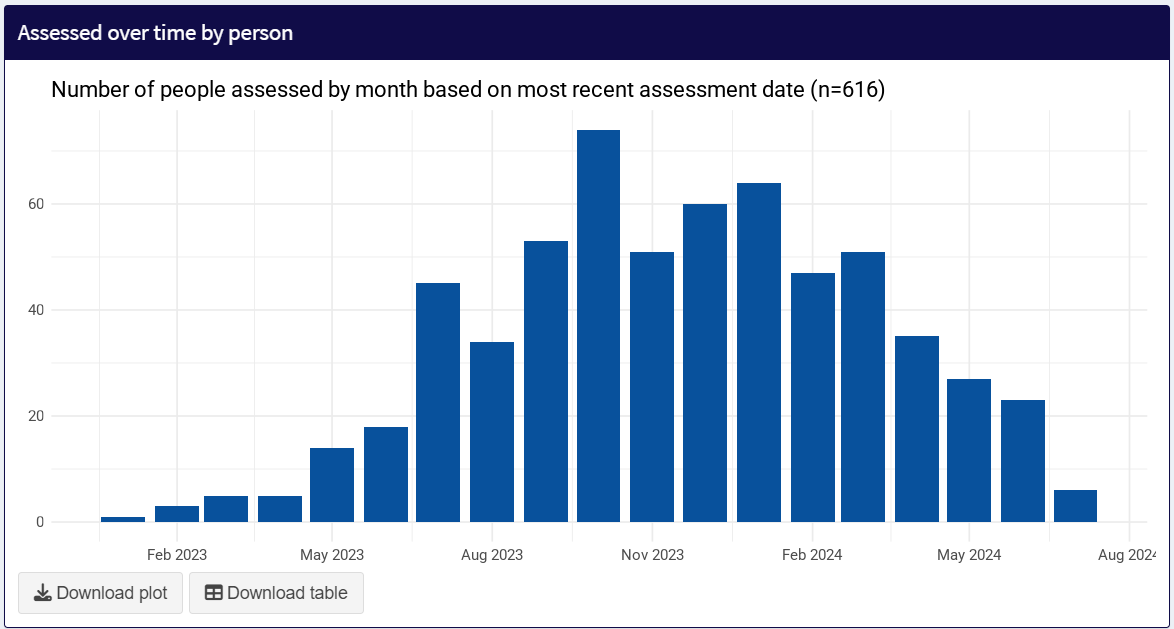 Assessed over time by person
Number of people assessed by month based on most recent assessment date (n=616)
60
40
20
0
Feb 2023 May 2023 Aug 2023 Nov 2023 Feb 2024 May 2024 Aug 2024
Download plot Download table